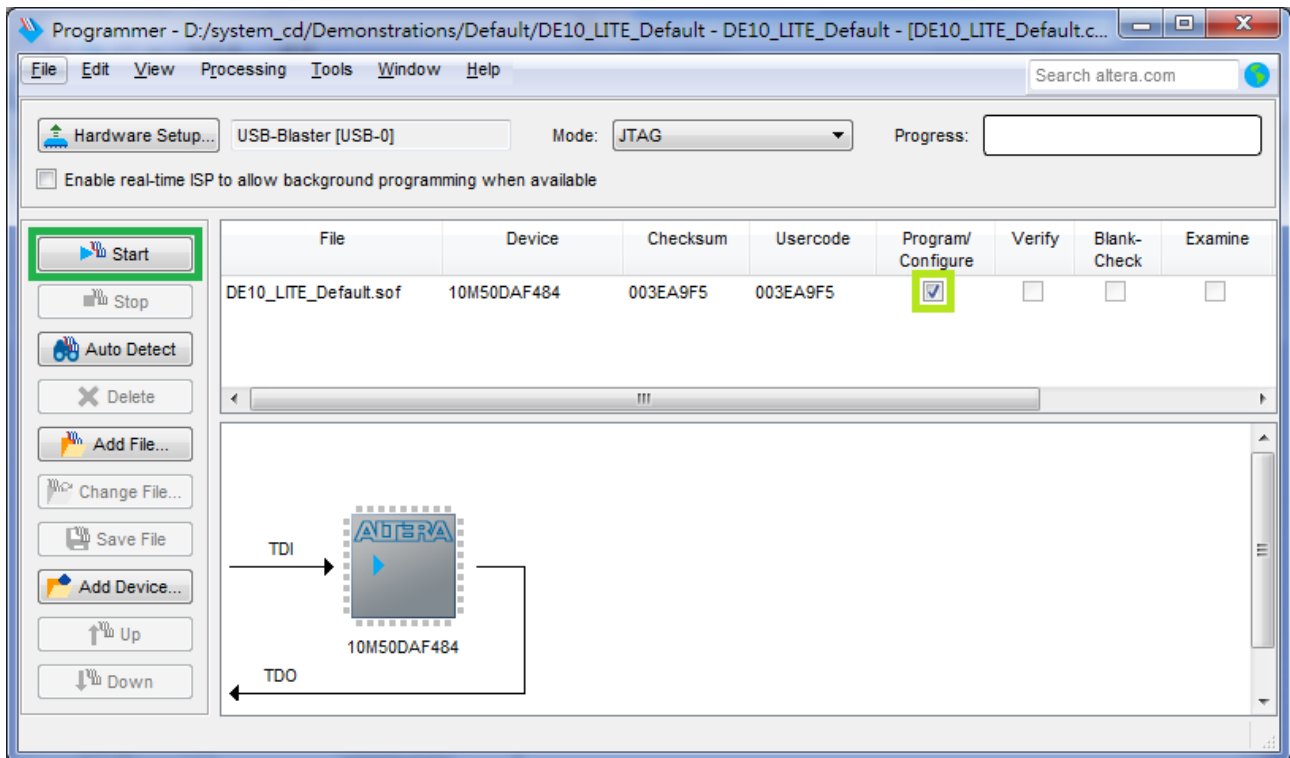 Programmer - D:/system_cd/Demonstrations/Default/DE10_LITE_Default - DE10_LITE_Default - [DE10_LITE_Default.c...
File Edit View Processing Tools Window Help Search altera.com
Hardware Setup... USB-Blaster [USB-0] Mode: JTAG Progress:
Enable real-time ISP to allow background programming when available
Start
Stop
Auto Detect
Delete
Add File...
Change File...
Save File
Add Device...
Up
Down
File Device Checksum Usercode Program/ Configure Verify Blank- Check Examine
DE10_LITE_Default.sof 10M50DAF484 003EA9F5 003EA9F5
TDI
ALTERA
10M50DAF484
TDO